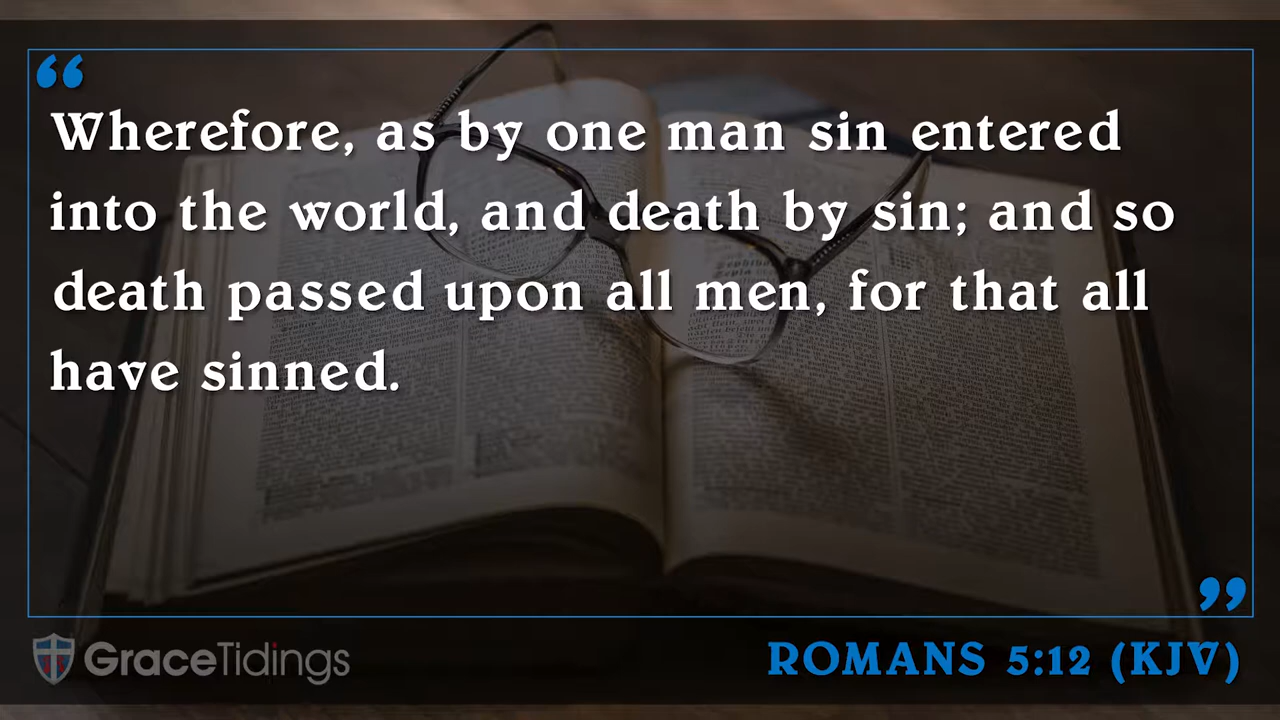 “
Wherefore, as by one man sin entered
into the world, and death by sin; and so
death passed upon all men, for that all
have sinned.
”
GraceTidings
ROMANS 5:12 (KJV)